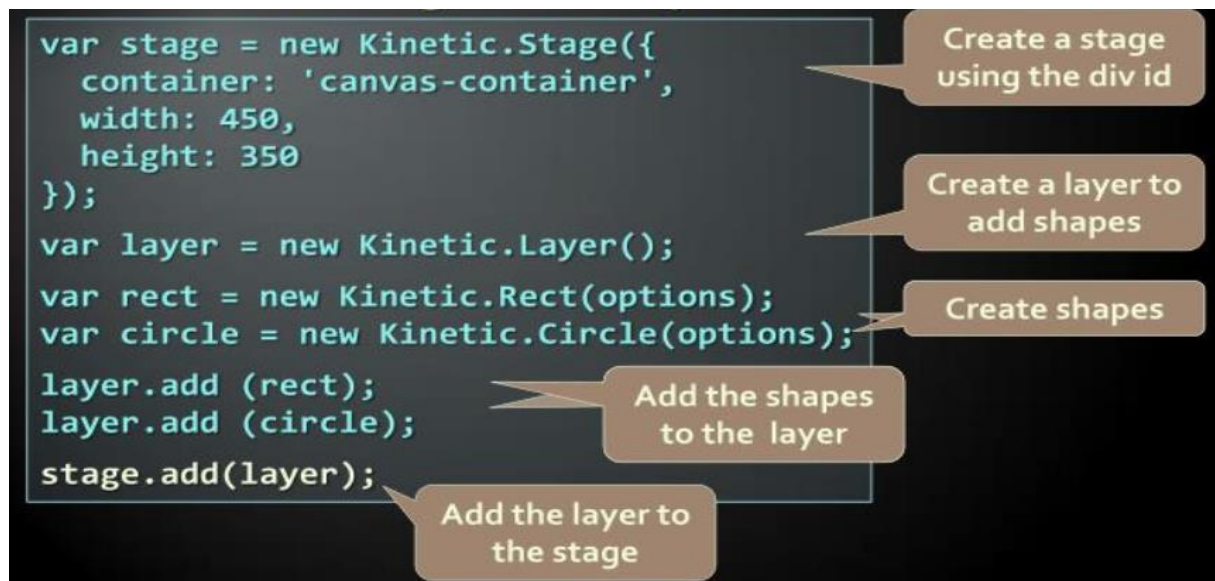 var stage = new Kinetic.Stage({
  container: 'canvas-container',
  width: 450,
  height: 350
});
var layer = new Kinetic.Layer();
var rect = new Kinetic.Rect(options);
var circle = new Kinetic.Circle(options);
layer.add (rect);
layer.add (circle);
stage.add(layer);
Create a stage
using the div id
Create a layer to
add shapes
Create shapes
Add the shapes
to the layer
Add the layer to
the stage